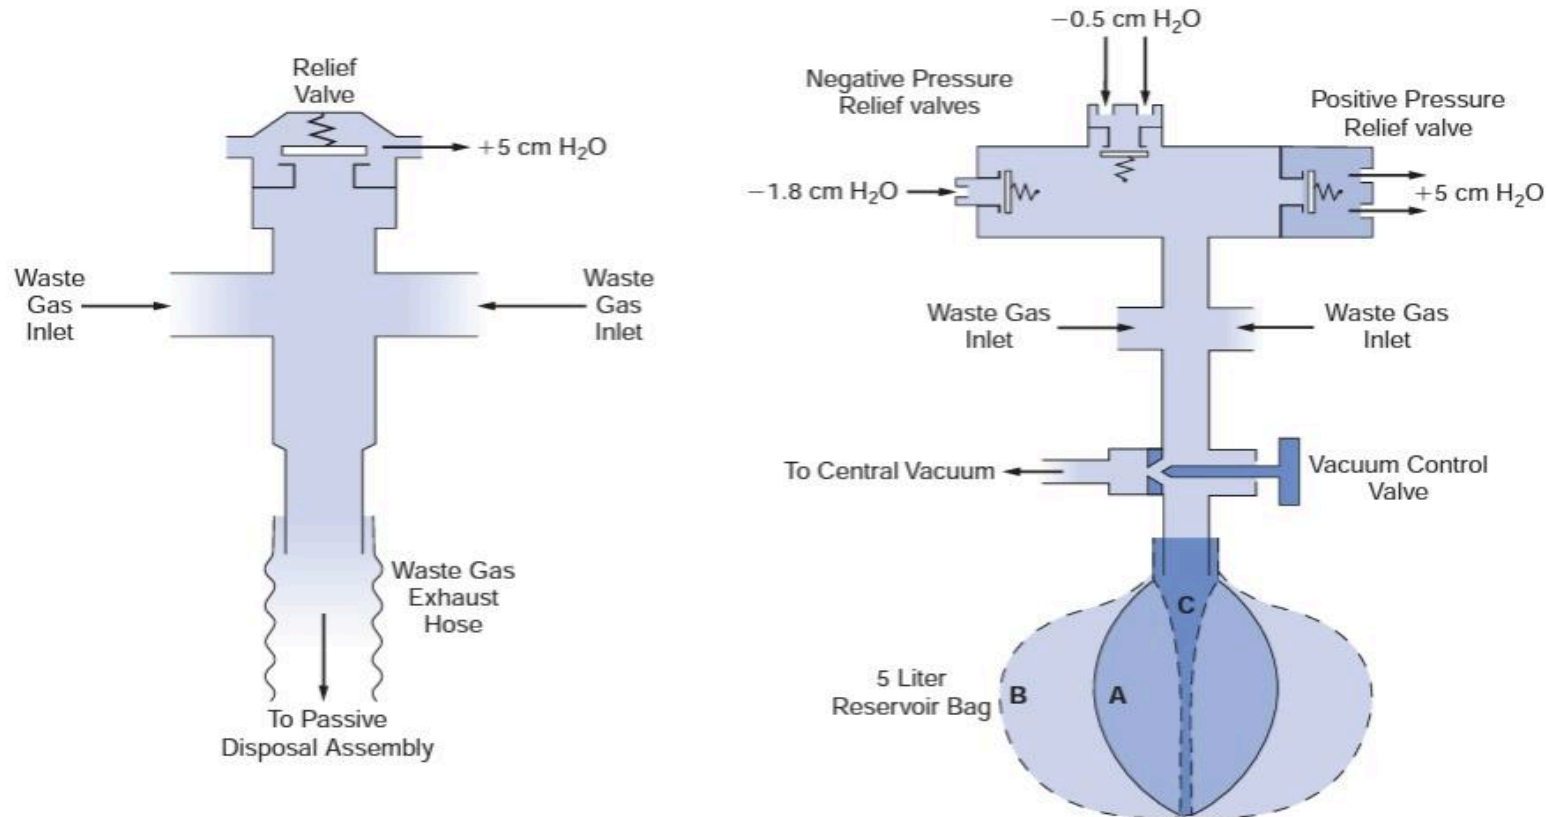 Relief
Valve
+5 cm H₂O
Waste
Gas
Inlet
Waste
Gas
Inlet
Waste Gas
Exhaust
Hose
To Passive
Disposal Assembly
−0.5 cm H₂O
Negative Pressure
Relief valves
Positive Pressure
Relief valve
−1.8 cm H₂O
+5 cm H₂O
Waste Gas
Inlet
Waste Gas
Inlet
To Central Vacuum
Vacuum Control
Valve
C
5 Liter
Reservoir Bag
B
A